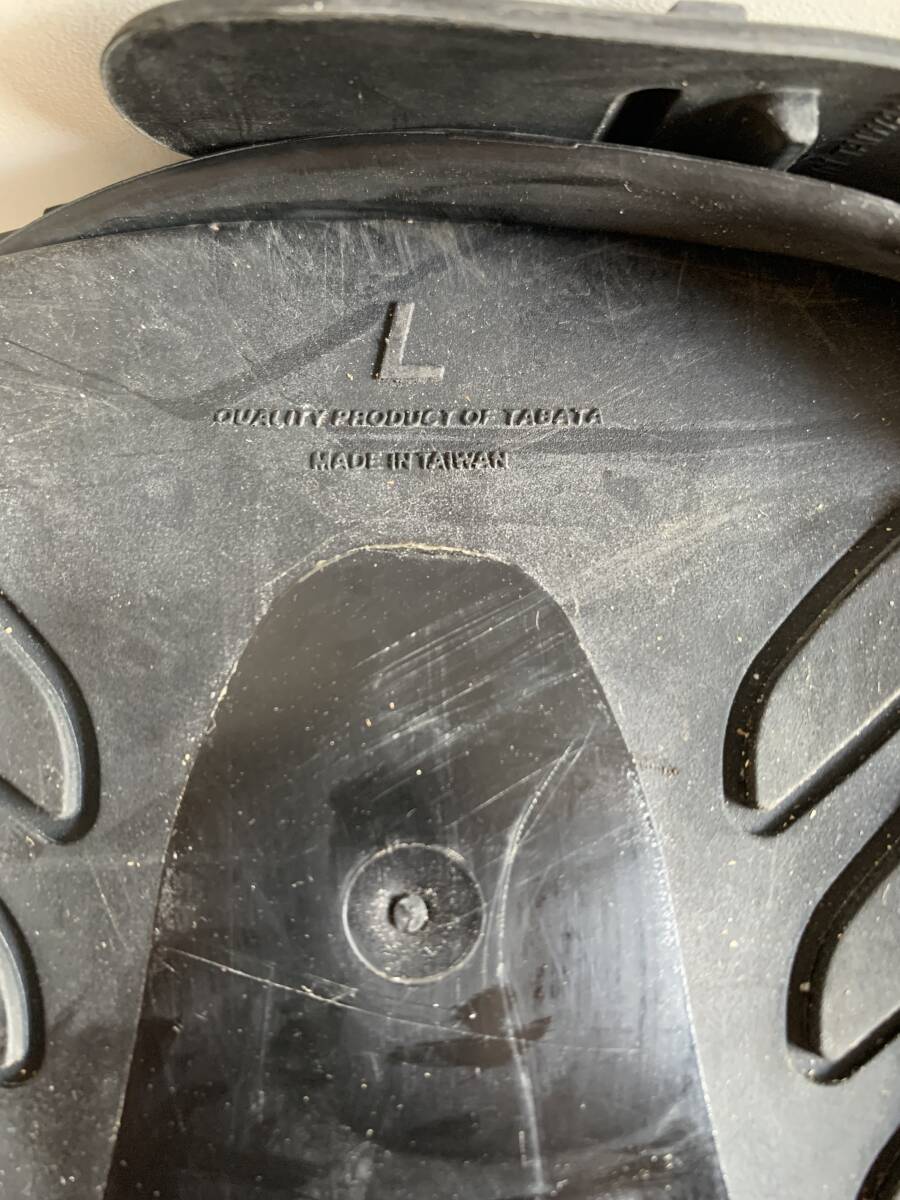 L
QUALITY PRODUCT OF TABATA
MADE IN TAIWAN